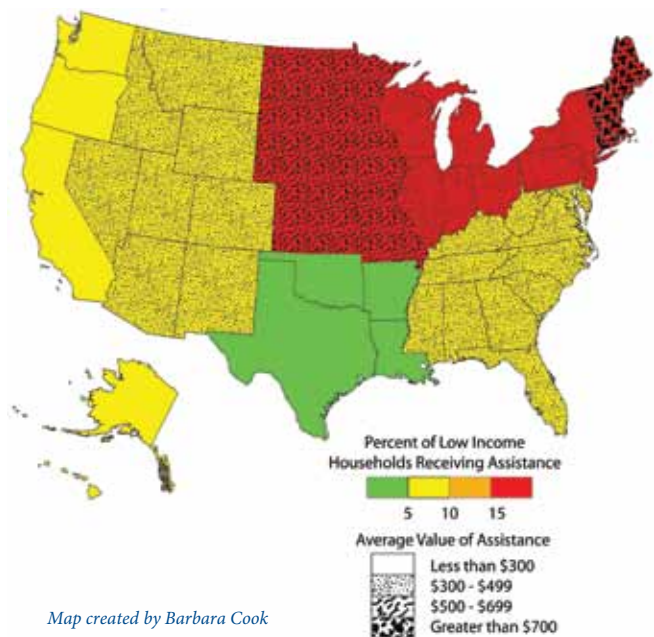 Percent of Low Income
Households Receiving Assistance
5 10 15
Average Value of Assistance
Less than $300
$300 - $499
$500 - $699
Greater than $700
Map created by Barbara Cook